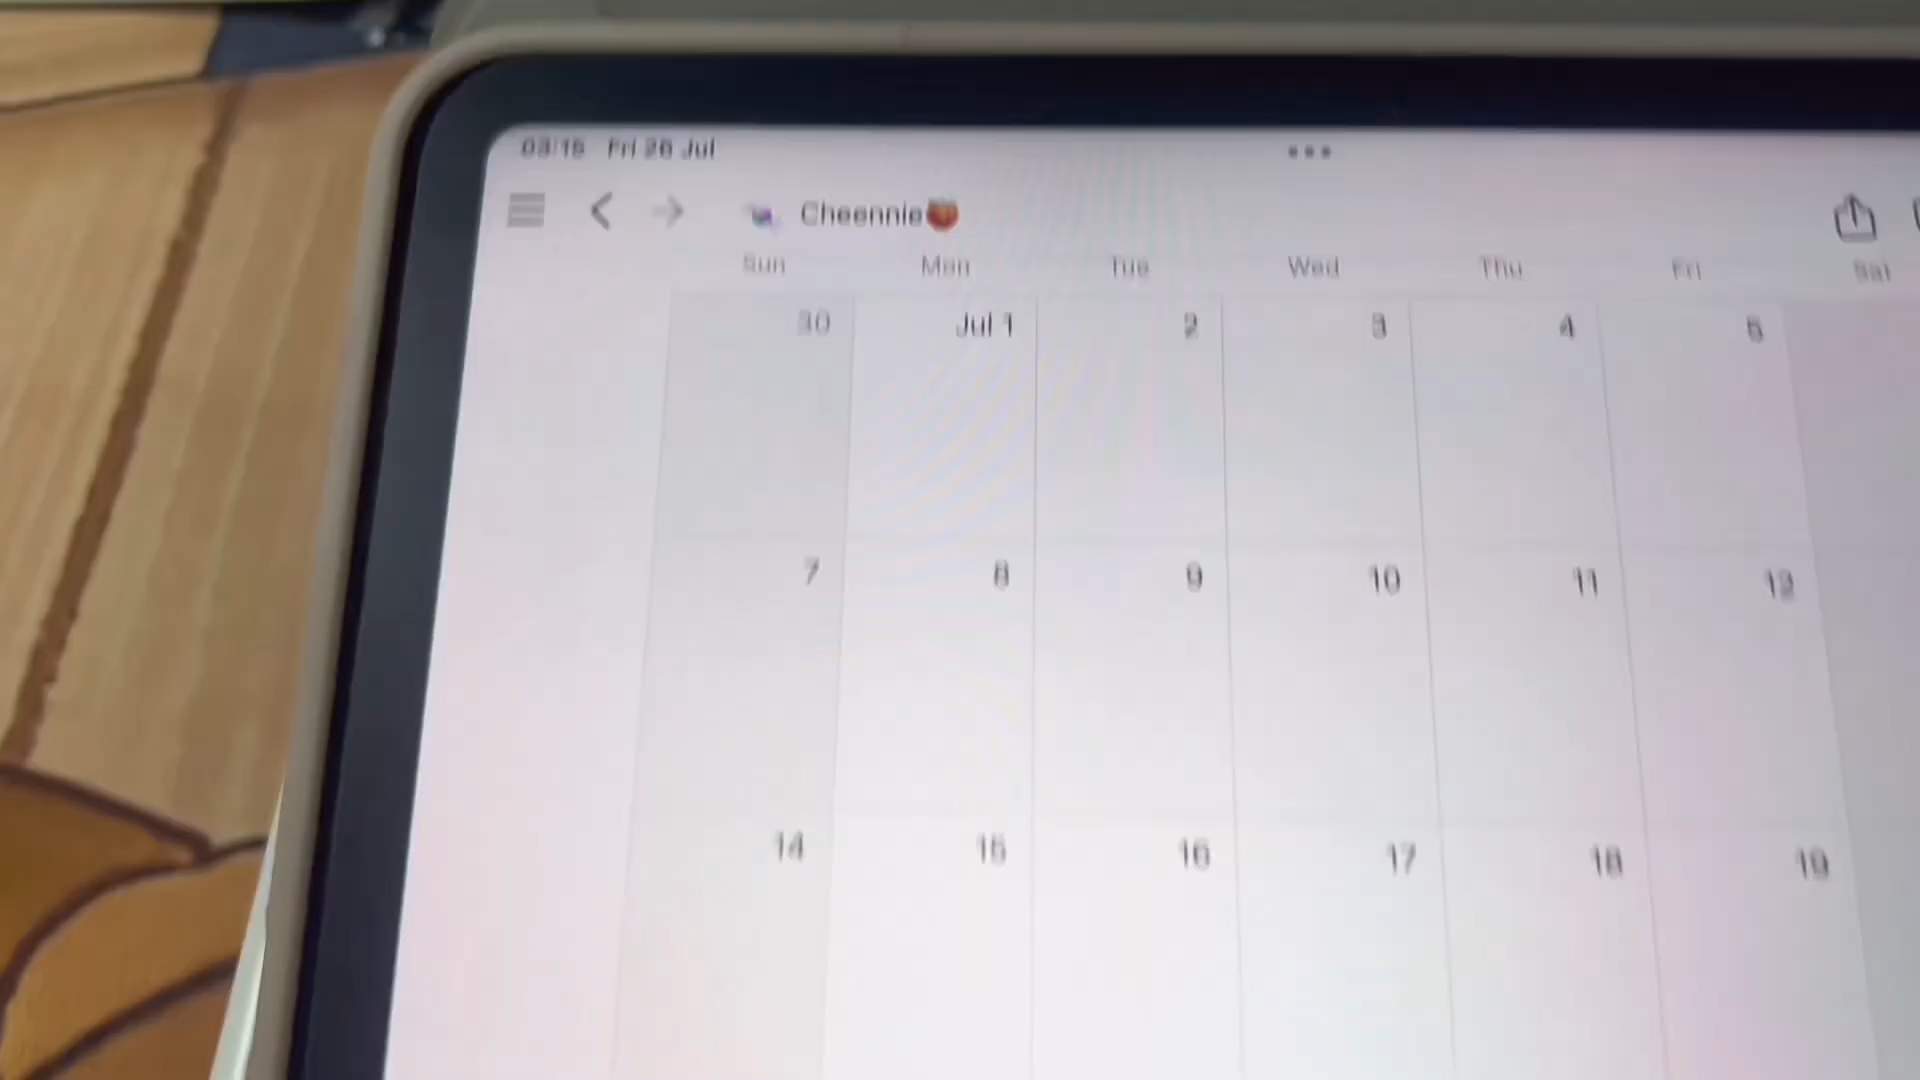 03:15 Fri 26 Jul
Cheennie
Sun Mon Tue Wed Thu Fri Sat
30 Jul 1 2 3 4 5
7 8 9 10 11 12
14 15 16 17 18 19